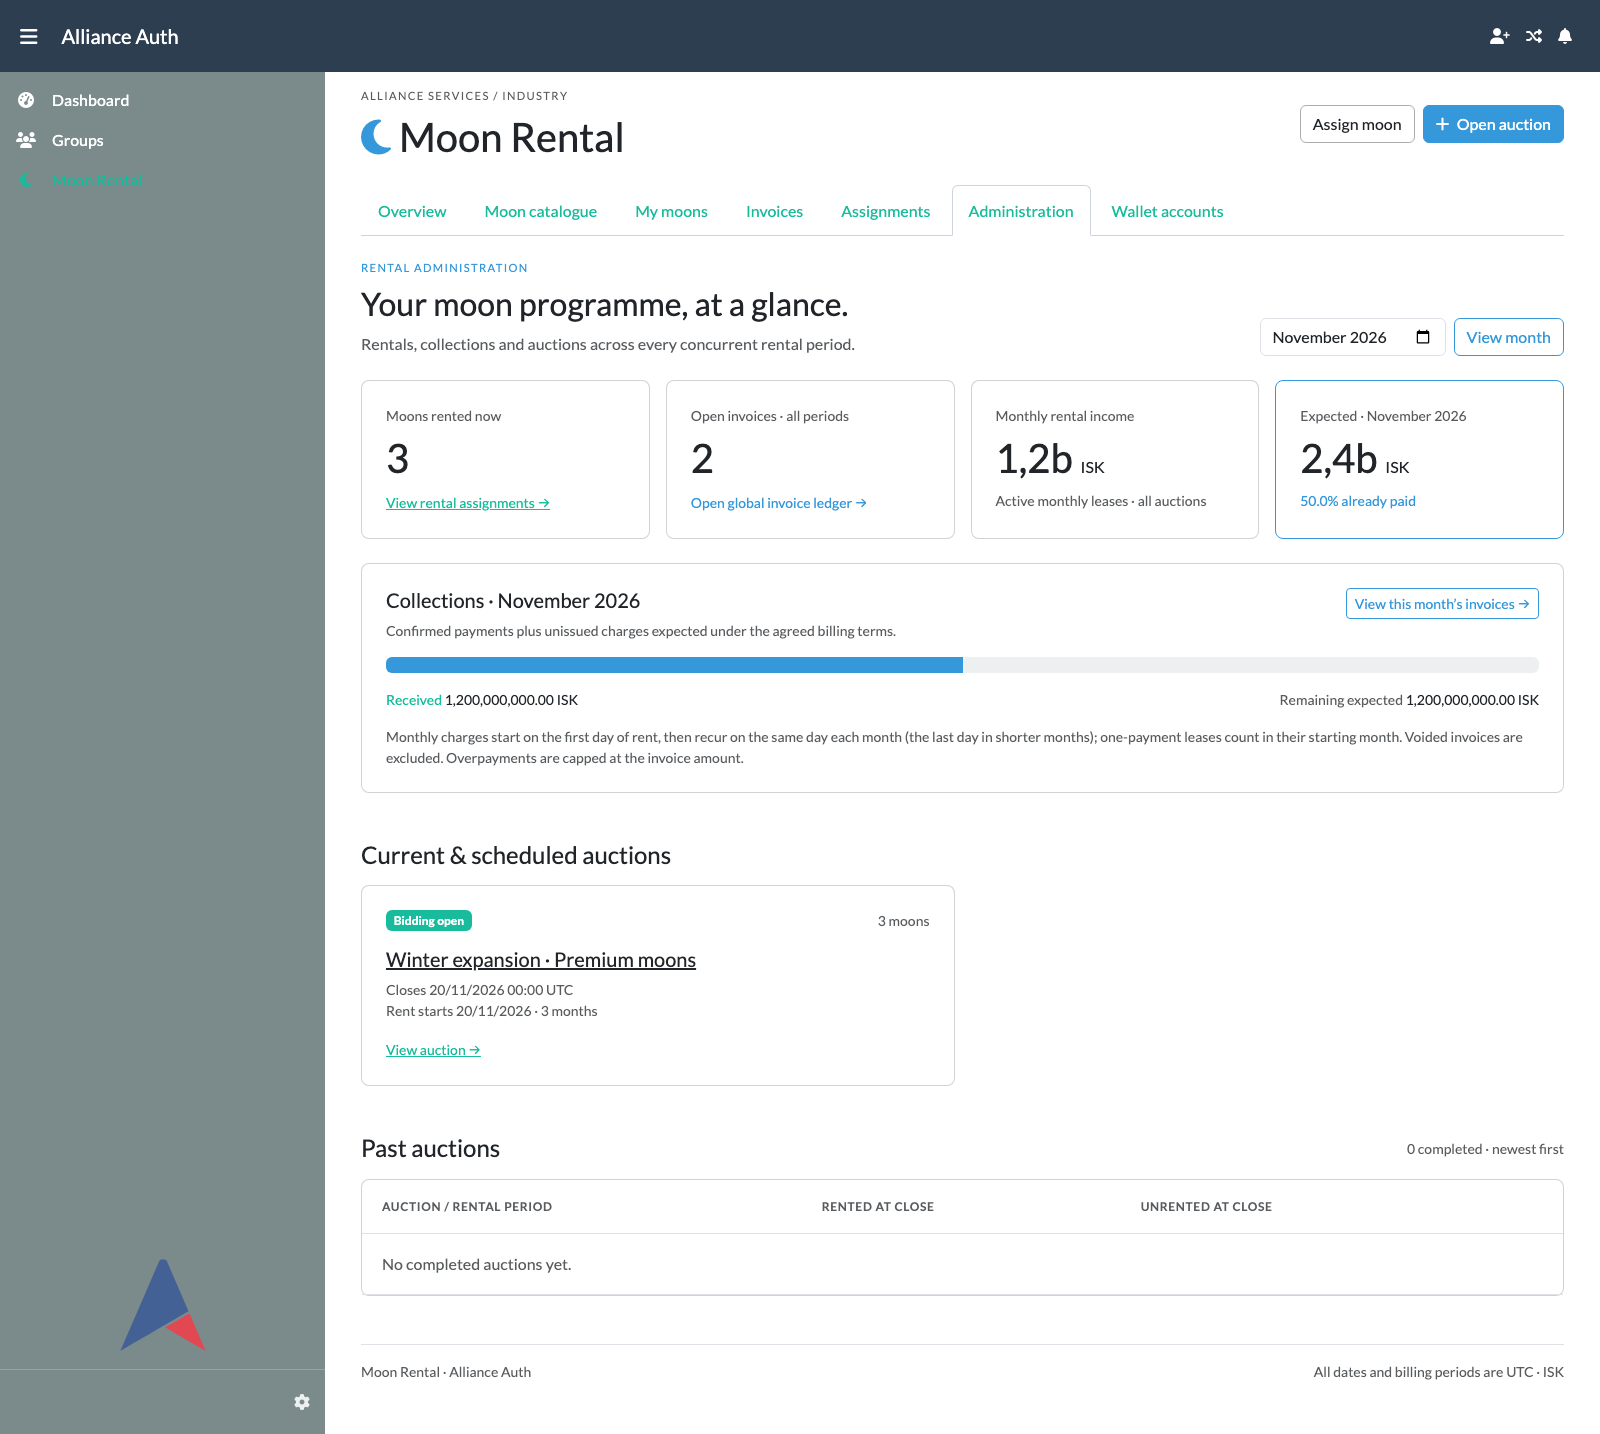 Alliance Auth
Dashboard
Groups
Moon Rental
ALLIANCE SERVICES / INDUSTRY
Moon Rental
Assign moon
Open auction
Overview
Moon catalogue
My moons
Invoices
Assignments
Administration
Wallet accounts
RENTAL ADMINISTRATION
Your moon programme, at a glance.
Rentals, collections and auctions across every concurrent rental period.
November 2026
View month
Moons rented now
3
View rental assignments →
Open invoices · all periods
2
Open global invoice ledger →
Monthly rental income
1,2b ISK
Active monthly leases · all auctions
Expected · November 2026
2,4b ISK
50.0% already paid
Collections · November 2026
View this month's invoices →
Confirmed payments plus unissued charges expected under the agreed billing terms.
Received 1,200,000,000.00 ISK
Remaining expected 1,200,000,000.00 ISK
Monthly charges start on the first day of rent, then recur on the same day each month (the last day in shorter months); one-payment leases count in their starting month. Voided invoices are
excluded. Overpayments are capped at the invoice amount.
Current & scheduled auctions
Bidding open
3 moons
Winter expansion · Premium moons
Closes 20/11/2026 00:00 UTC
Rent starts 20/11/2026 · 3 months
View auction →
Past auctions
0 completed · newest first
AUCTION / RENTAL PERIOD
RENTED AT CLOSE
UNRENTED AT CLOSE
No completed auctions yet.
Moon Rental · Alliance Auth
All dates and billing periods are UTC · ISK